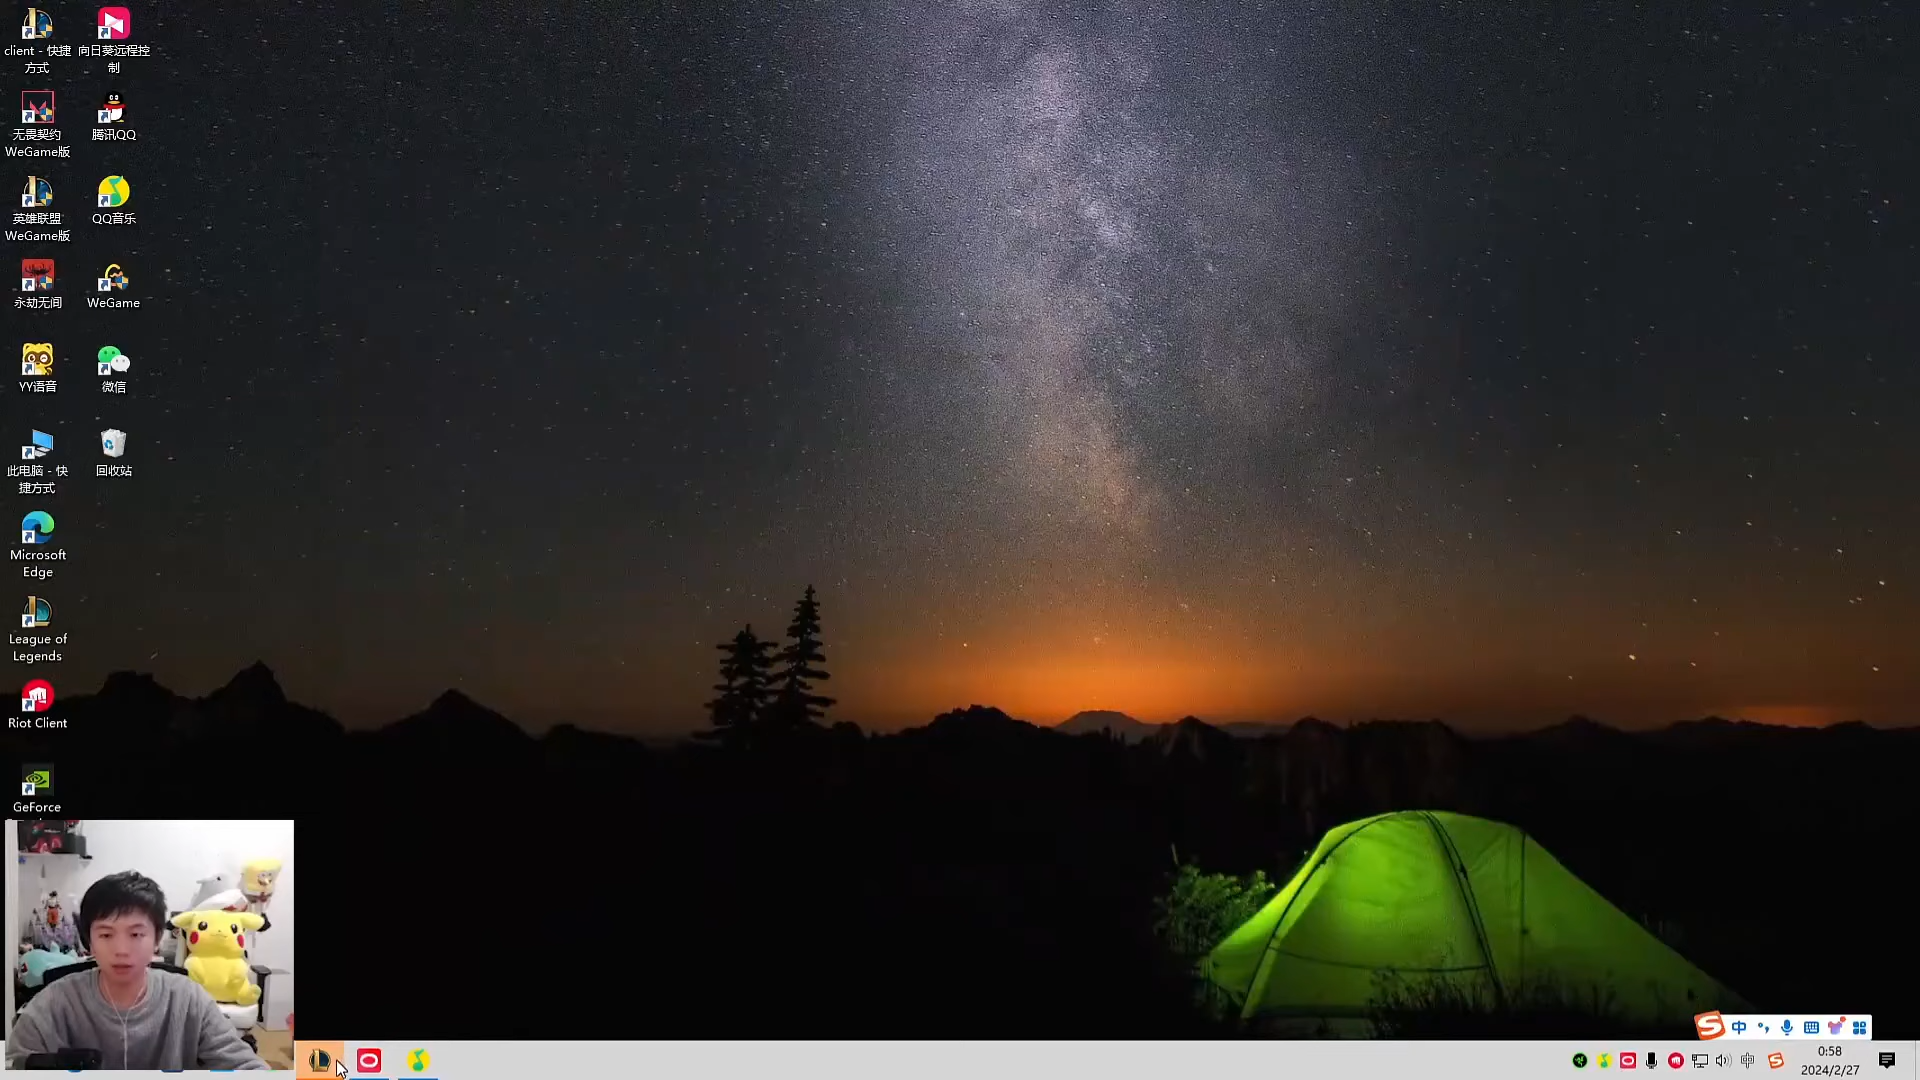 client - 快捷
方式
向日葵远程控
制
无畏契约
WeGame版
腾讯QQ
英雄联盟
WeGame版
QQ音乐
永劫无间
WeGame
YY语音
微信
此电脑 - 快
捷方式
回收站
Microsoft
Edge
League of
Legends
Riot Client
GeForce
中
中
0:58
2024/2/27